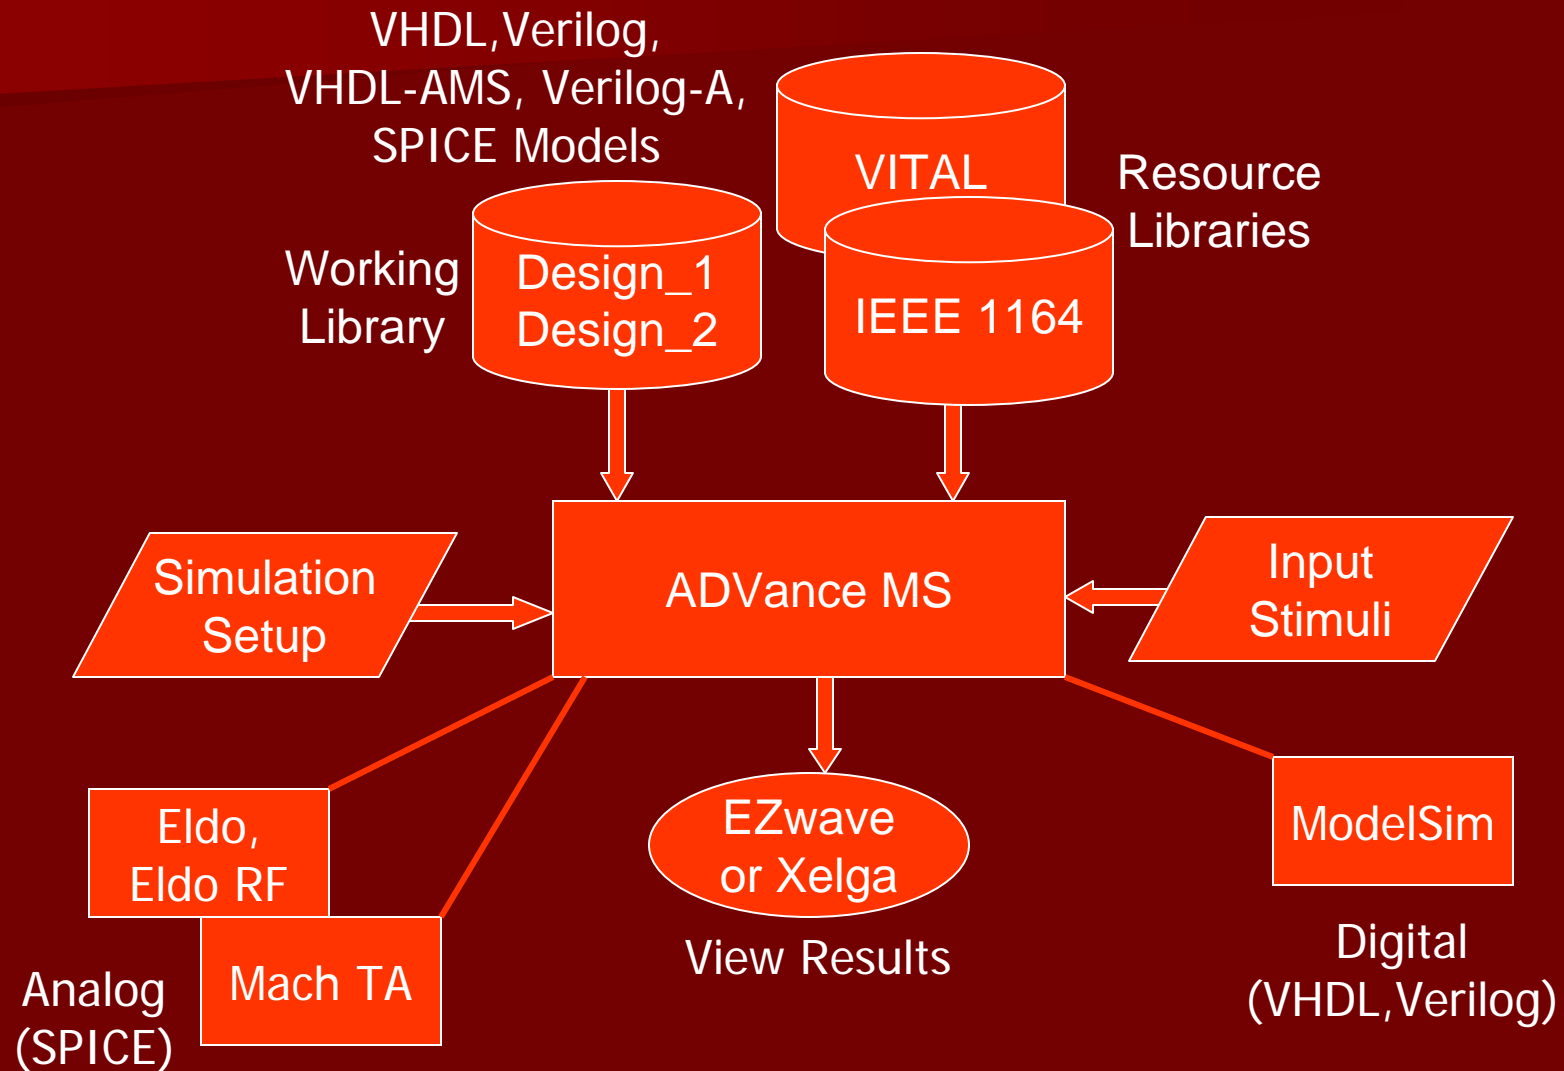 VHDL,Verilog,
VHDL-AMS, Verilog-A,
SPICE Models
VITAL
Resource
Libraries
Working
Library
Design_1
Design_2
IEEE 1164
Simulation
Setup
ADVance MS
Input
Stimuli
Eldo,
Eldo RF
EZwave
or Xelga
ModelSim
View Results
Mach TA
Analog
(SPICE)
Digital
(VHDL,Verilog)